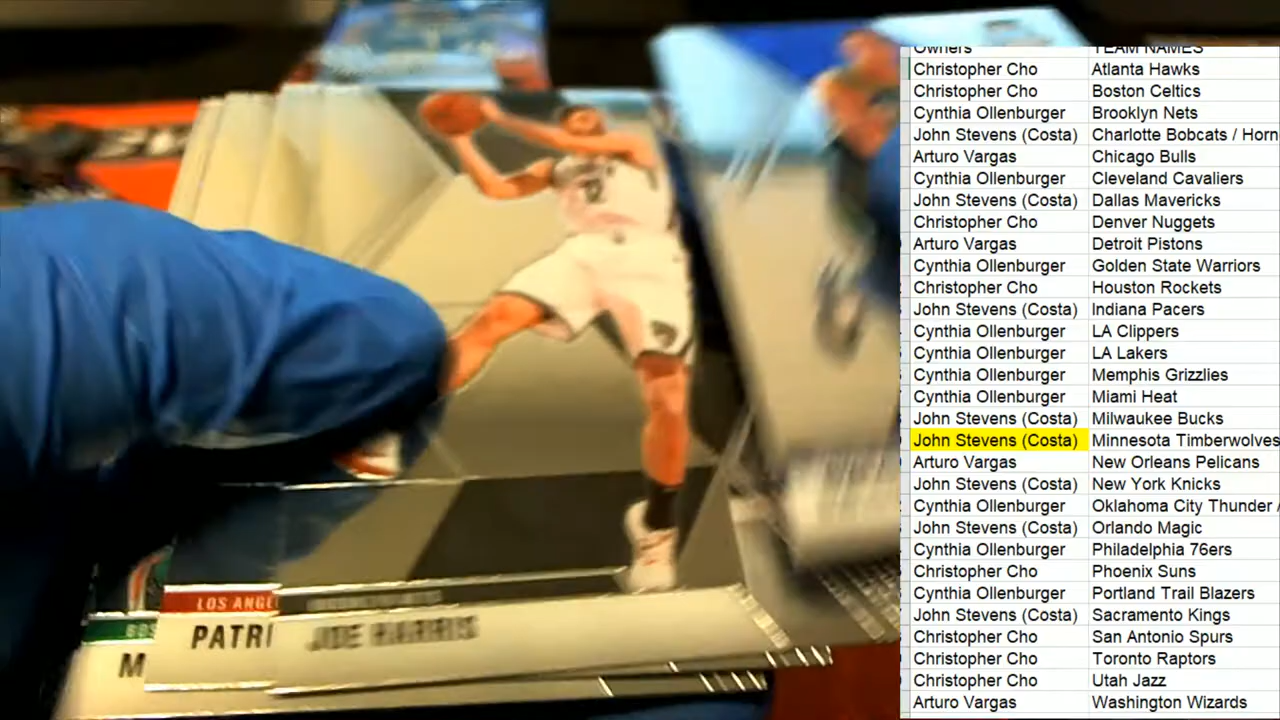 Owners TEAM NAMES
Christopher Cho Atlanta Hawks
Christopher Cho Boston Celtics
Cynthia Ollenburger Brooklyn Nets
John Stevens (Costa) Charlotte Bobcats / Horn
Arturo Vargas Chicago Bulls
Cynthia Ollenburger Cleveland Cavaliers
John Stevens (Costa) Dallas Mavericks
Christopher Cho Denver Nuggets
Arturo Vargas Detroit Pistons
Cynthia Ollenburger Golden State Warriors
Christopher Cho Houston Rockets
John Stevens (Costa) Indiana Pacers
Cynthia Ollenburger LA Clippers
Cynthia Ollenburger LA Lakers
Cynthia Ollenburger Memphis Grizzlies
Cynthia Ollenburger Miami Heat
John Stevens (Costa) Milwaukee Bucks
John Stevens (Costa) Minnesota Timberwolves
Arturo Vargas New Orleans Pelicans
John Stevens (Costa) New York Knicks
Cynthia Ollenburger Oklahoma City Thunder /
John Stevens (Costa) Orlando Magic
Cynthia Ollenburger Philadelphia 76ers
Christopher Cho Phoenix Suns
Cynthia Ollenburger Portland Trail Blazers
John Stevens (Costa) Sacramento Kings
Christopher Cho San Antonio Spurs
Christopher Cho Toronto Raptors
Christopher Cho Utah Jazz
Arturo Vargas Washington Wizards
LOS ANGE
PATRI
JOE HARRIS
M